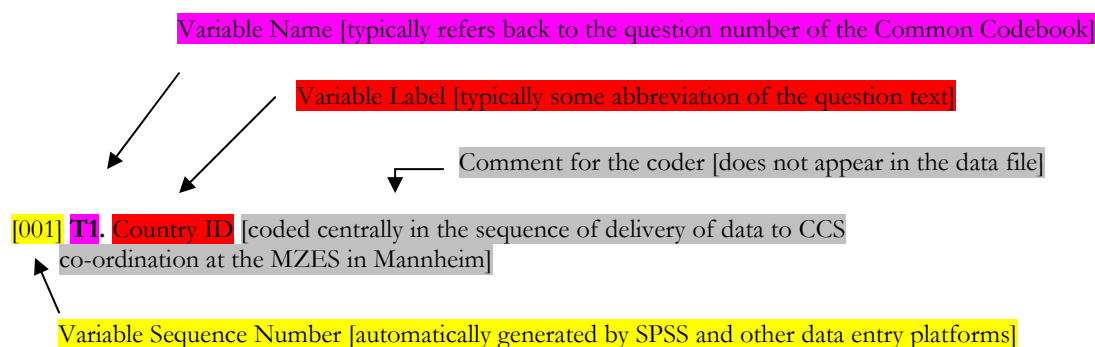 Variable Name [typically refers back to the question number of the Common Codebook]
Variable Label [typically some abbreviation of the question text]
Comment for the coder [does not appear in the data file]
[001] T1. Country ID [coded centrally in the sequence of delivery of data to CCS
co-ordination at the MZES in Mannheim]
Variable Sequence Number [automatically generated by SPSS and other data entry platforms]